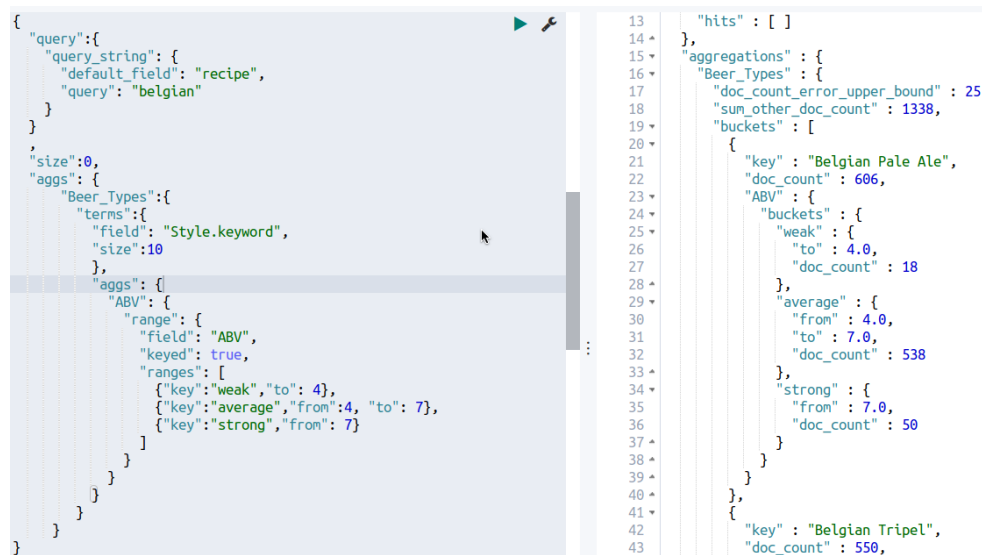 {
  "query":{
    "query_string": {
      "default_field": "recipe",
      "query": "belgian"
    }
  }
  ,
  "size":0,
  "aggs": {
      "Beer_Types":{
        "terms":{
          "field": "Style.keyword",
          "size":10
          },
          "aggs": {
            "ABV": {
              "range": {
                "field": "ABV",
                "keyed": true,
                "ranges": [
                  {"key":"weak","to": 4},
                  {"key":"average","from":4, "to": 7},
                  {"key":"strong","from": 7}
                ]
              }
            }
          }
        }
     }
}
13     "hits" : [ ]
14   },
15   "aggregations" : {
16     "Beer_Types" : {
17       "doc_count_error_upper_bound" : 25
18       "sum_other_doc_count" : 1338,
19       "buckets" : [
20         {
21           "key" : "Belgian Pale Ale",
22           "doc_count" : 606,
23           "ABV" : {
24             "buckets" : {
25               "weak" : {
26                 "to" : 4.0,
27                 "doc_count" : 18
28               },
29               "average" : {
30                 "from" : 4.0,
31                 "to" : 7.0,
32                 "doc_count" : 538
33               },
34               "strong" : {
35                 "from" : 7.0,
36                 "doc_count" : 50
37               }
38             }
39           }
40         },
41         {
42           "key" : "Belgian Tripel",
43           "doc_count" : 550,